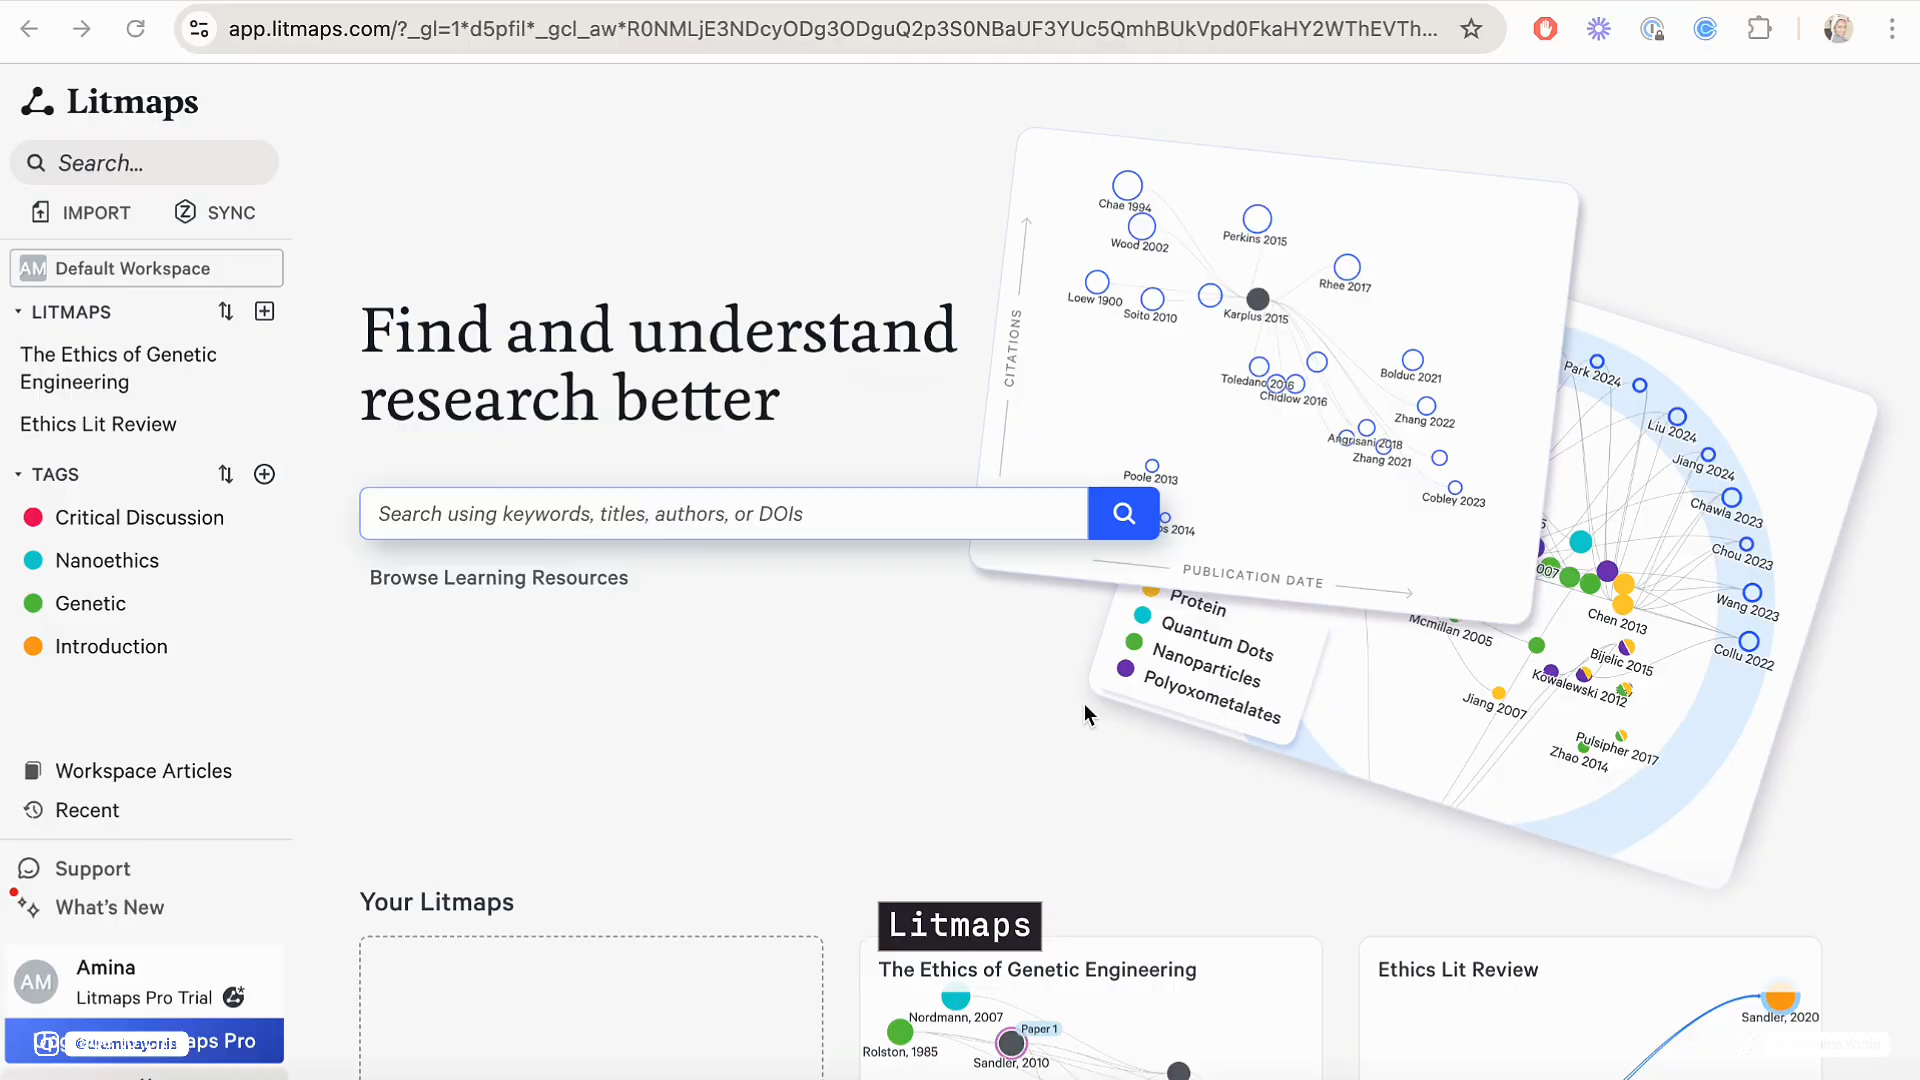 app.litmaps.com/?_gl=1*d5pfil*_gcl_aw*R0NMLjE3NDcyODg3ODguQ2p3S0NBaUF3YUc5QmhBUkVpd0FkaHY2WThEVTh...
Litmaps
Search...
IMPORT
SYNC
AM
Default Workspace
LITMAPS
The Ethics of Genetic
Engineering
Ethics Lit Review
TAGS
Critical Discussion
Nanoethics
Genetic
Introduction
Workspace Articles
Recent
Support
What's New
AM
Amina
Litmaps Pro Trial
Find and understand
research better
Search using keywords, titles, authors, or DOIs
Browse Learning Resources
CITATIONS
PUBLICATION DATE
Chae 1994
Wood 2002
Perkins 2015
Rhee 2017
Loew 1900
Soito 2010
Karplus 2015
Toledano 2016
Chidlow 2016
Bolduc 2021
Zhang 2022
Angrisani 2018
Zhang 2021
Poole 2013
Cobley 2023
2014
Park 2024
Liu 2024
Jiang 2024
Chawla 2023
Chou 2023
Wang 2023
Collu 2022
007
Chen 2013
Mcmillan 2005
Bijelic 2015
Kowalewski 2012
Jiang 2007
Pulsipher 2017
Zhao 2014
Protein
Quantum Dots
Nanoparticles
Polyoxometalates
Your Litmaps
Litmaps
The Ethics of Genetic Engineering
Nordmann, 2007
Paper 1
Rolston, 1985
Sandler, 2010
Ethics Lit Review
Sandler, 2020